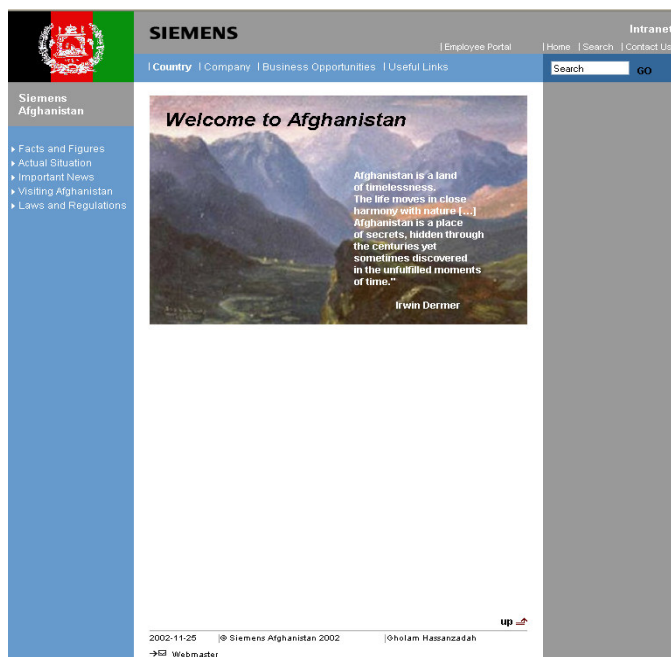 SIEMENS
Intranet
| Employee Portal
| Home | Search | Contact Us
| Country | Company | Business Opportunities | Useful Links
Search GO
Siemens
Afghanistan
Facts and Figures
Actual Situation
Important News
Visiting Afghanistan
Laws and Regulations
Welcome to Afghanistan
Afghanistan is a land
of timelessness.
The life moves in close
harmony with nature [...]
Afghanistan is a place
of secrets, hidden through
the centuries yet
sometimes discovered
in the unfulfilled moments
of time."
Irwin Dermer
up
2002-11-25 |© Siemens Afghanistan 2002 |Gholam Hassanzadah
Webmaster